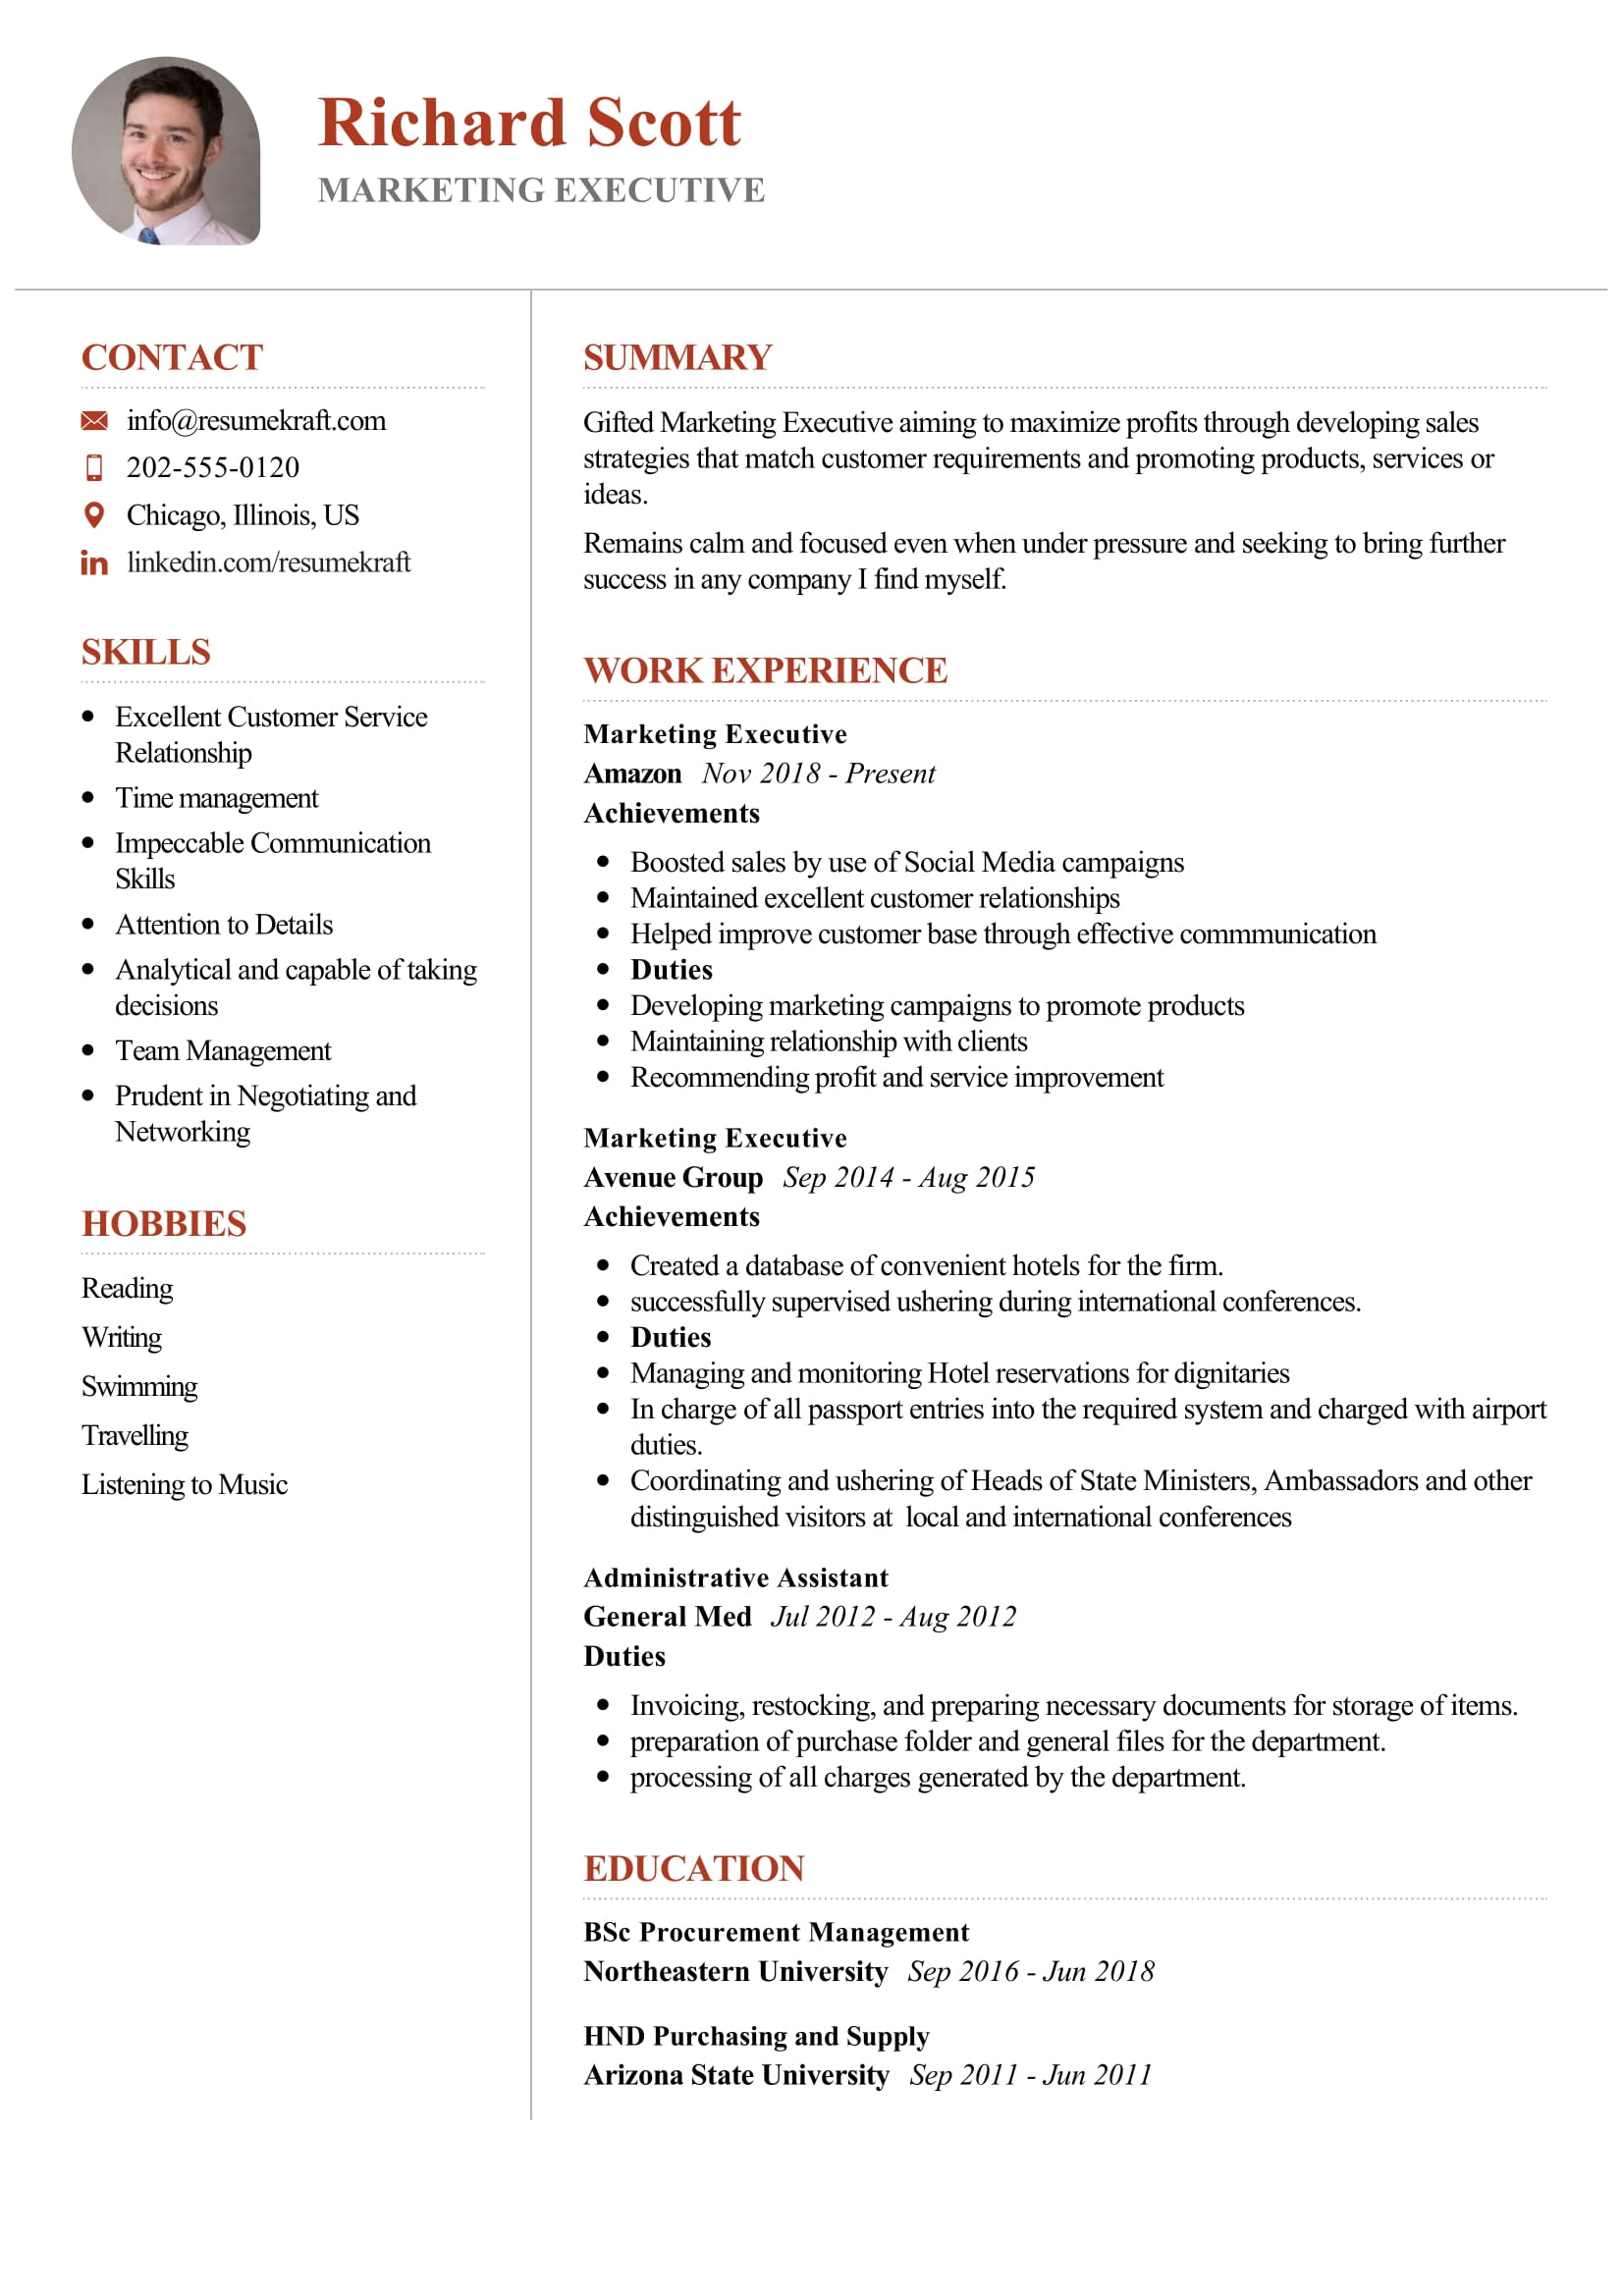 Richard Scott
MARKETING EXECUTIVE
CONTACT
info@resumekraft.com
202-555-0120
Chicago, Illinois, US
linkedin.com/resumekraft
SKILLS
Excellent Customer Service
Relationship
Time management
Impeccable Communication
Skills
Attention to Details
Analytical and capable of taking
decisions
Team Management
Prudent in Negotiating and
Networking
HOBBIES
Reading
Writing
Swimming
Travelling
Listening to Music
SUMMARY
Gifted Marketing Executive aiming to maximize profits through developing sales
strategies that match customer requirements and promoting products, services or
ideas.
Remains calm and focused even when under pressure and seeking to bring further
success in any company I find myself.
WORK EXPERIENCE
Marketing Executive
Amazon Nov 2018 - Present
Achievements
Boosted sales by use of Social Media campaigns
Maintained excellent customer relationships
Helped improve customer base through effective commmunication
Duties
Developing marketing campaigns to promote products
Maintaining relationship with clients
Recommending profit and service improvement
Marketing Executive
Avenue Group Sep 2014 - Aug 2015
Achievements
Created a database of convenient hotels for the firm.
successfully supervised ushering during international conferences.
Duties
Managing and monitoring Hotel reservations for dignitaries
In charge of all passport entries into the required system and charged with airport
duties.
Coordinating and ushering of Heads of State Ministers, Ambassadors and other
distinguished visitors at  local and international conferences
Administrative Assistant
General Med Jul 2012 - Aug 2012
Duties
Invoicing, restocking, and preparing necessary documents for storage of items.
preparation of purchase folder and general files for the department.
processing of all charges generated by the department.
EDUCATION
BSc Procurement Management
Northeastern University Sep 2016 - Jun 2018
HND Purchasing and Supply
Arizona State University Sep 2011 - Jun 2011